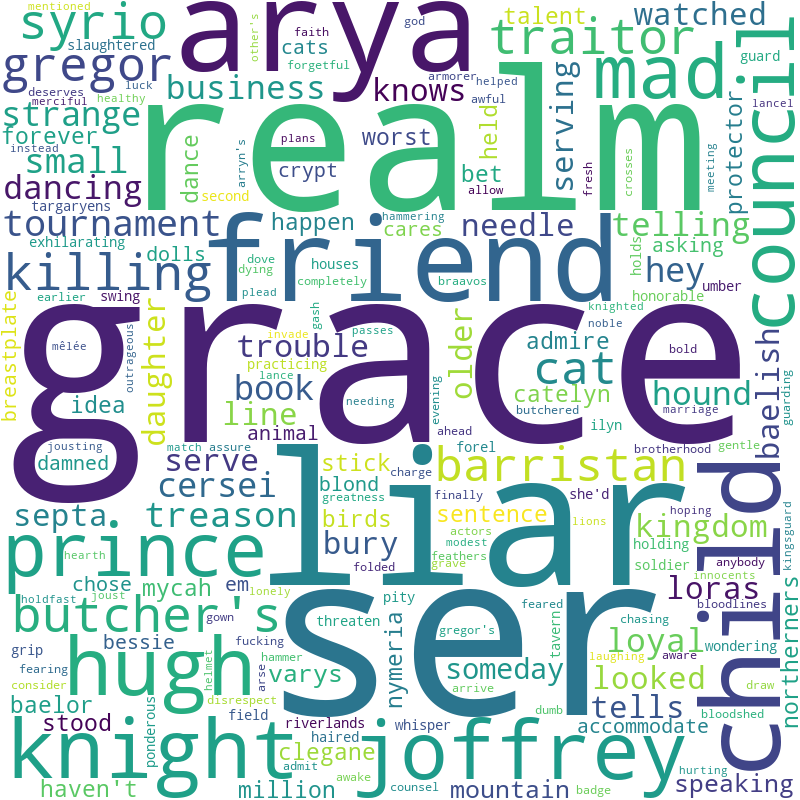 mentioned
slaughtered
deserves
merciful
luck
healthy
instead
syrio
gregor
arya
cats
faith
forgetful
other's
god
armorer
helped
awful
talent
watched
traitor
guard
lancel
business
knows
mad
council
strange
forever
small
dancing
targaryens
realm
dance
arryn's
plans
worst
crypt
second
held
bet
allow
serving
fresh
crosses
protector
meeting
tournament
exhilarating
killing
dolls
happen
hammering
cares
needle
telling
asking
friend
dove
dying
plead
houses
completely
braavos
holds
hey
honorable
umber
earlier
swing
breastplate
mêlée
outrageous
gash
invade
passes
practicing
lance
needing
knighted
noble
bold
grace
daughter
trouble
book
line
idea
animal
evening
older
ahead
admire
cat
catelyn
butchered
ilyn
marriage
hound
baelish
guarding
damned
jousting
match assure
forel
brotherhood
gentle
serve
cersei
stick
blond
birds
charge
greatness
finally
barristan
sentence
she'd
lions
hoping
kingdom
septa
treason
bury
folded
liar
actors
modest
feathers
grave
holding
soldier
anybody
innocents
kingsguard
child
prince
hearth
chose
mycah
em
lonely
pity
loras
bloodlines
northerners
holdfast
joust
gown
butcher's
threaten
ser
feared
gregor's
tavern
chasing
loyal
wondering
grip
bessie
fucking
hugh
hammer
nymeria
someday
laughing
aware
draw
fearing
consider
helmet
varys
arse
arrive
looked
baelor
disrespect
dumb
tells
bloodshed
stood
ponderous
field
riverlands
whisper
accommodate
knight
haired
clegane
admit
joffrey
hurting
haven't
million
awake
counsel
mountain
badge
speaking